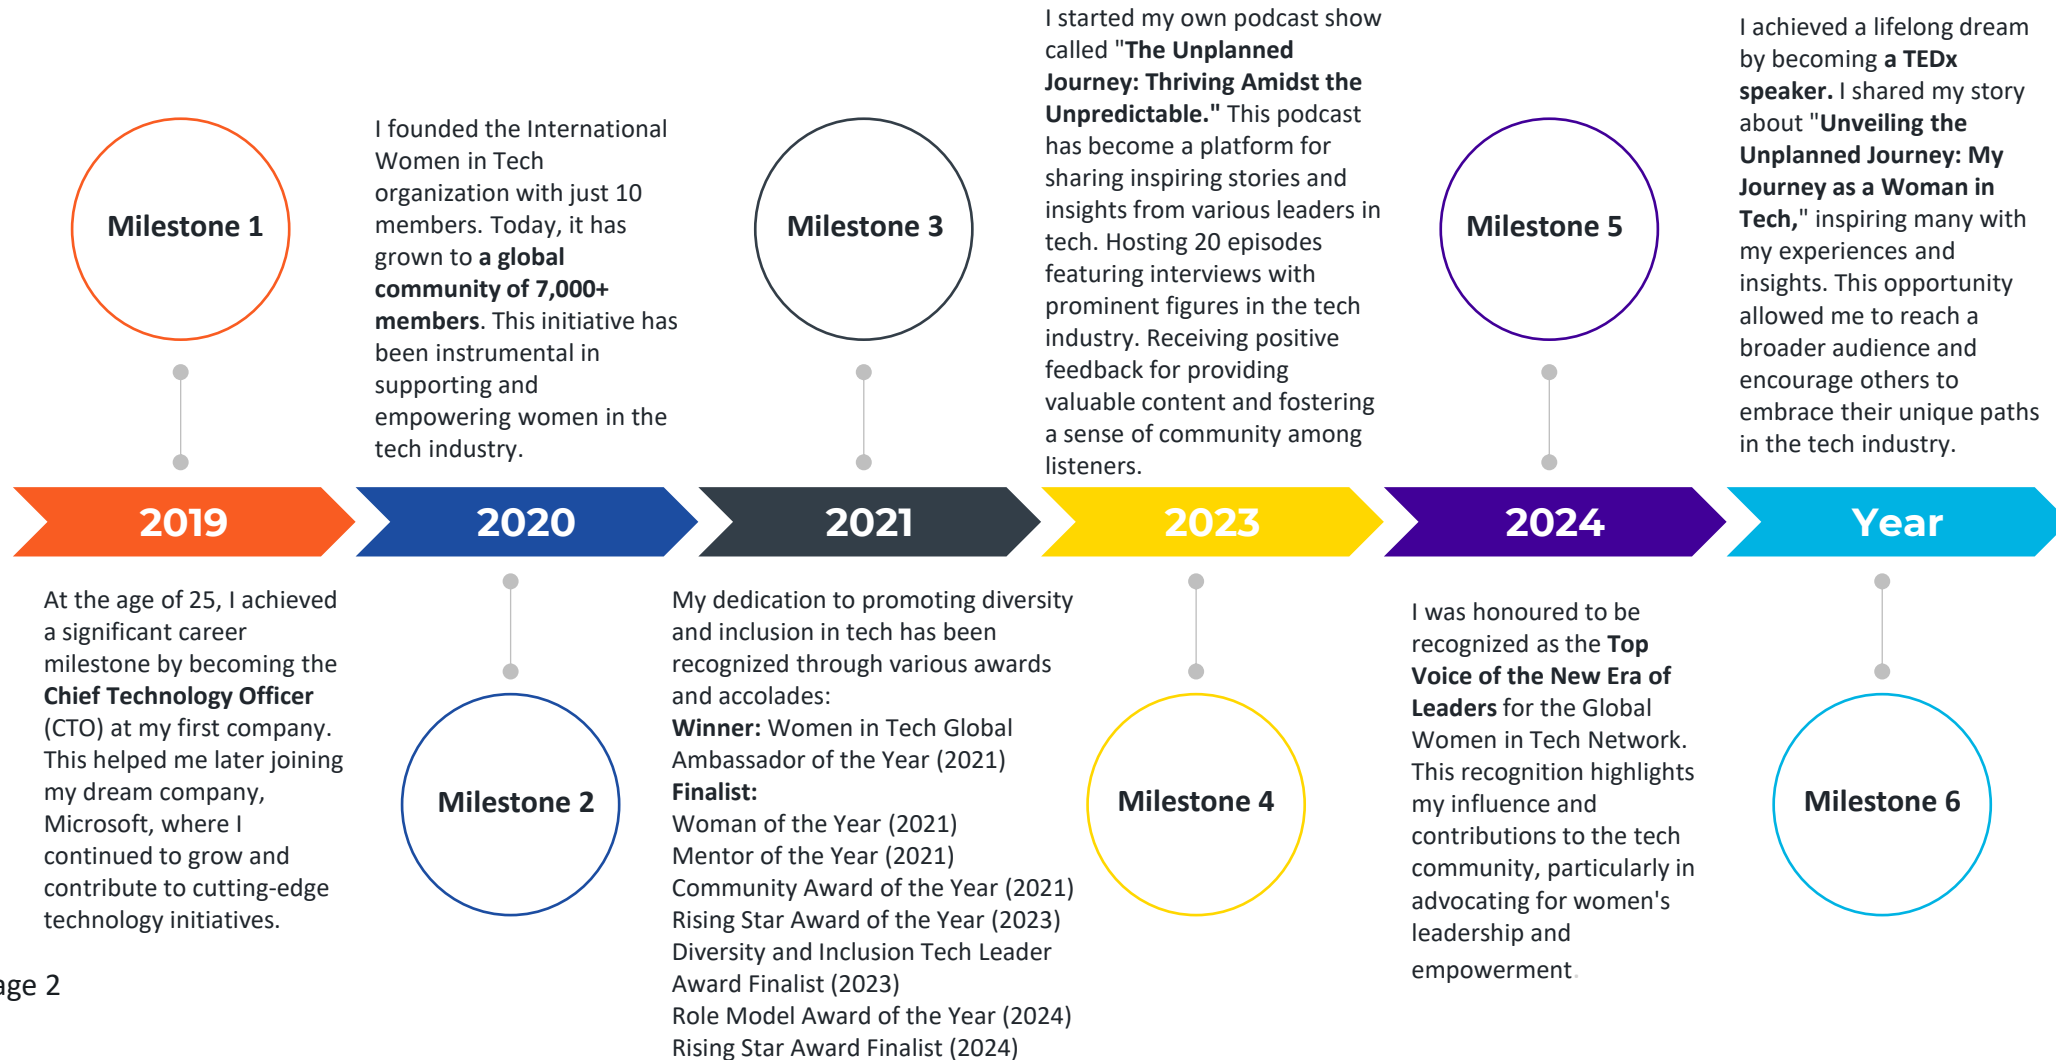 Milestone 1
I founded the International
Women in Tech
organization with just 10
members. Today, it has
grown to a global
community of 7,000+
members. This initiative has
been instrumental in
supporting and
empowering women in the
tech industry.
Milestone 3
I started my own podcast show
called "The Unplanned
Journey: Thriving Amidst the
Unpredictable." This podcast
has become a platform for
sharing inspiring stories and
insights from various leaders in
tech. Hosting 20 episodes
featuring interviews with
prominent figures in the tech
industry. Receiving positive
feedback for providing
valuable content and fostering
a sense of community among
listeners.
Milestone 5
I achieved a lifelong dream
by becoming a TEDx
speaker. I shared my story
about "Unveiling the
Unplanned Journey: My
Journey as a Woman in
Tech," inspiring many with
my experiences and
insights. This opportunity
allowed me to reach a
broader audience and
encourage others to
embrace their unique paths
in the tech industry.
2019
2020
2021
2023
2024
Year
At the age of 25, I achieved
a significant career
milestone by becoming the
Chief Technology Officer
(CTO) at my first company.
This helped me later joining
my dream company,
Microsoft, where I
continued to grow and
contribute to cutting-edge
technology initiatives.
Milestone 2
My dedication to promoting diversity
and inclusion in tech has been
recognized through various awards
and accolades:
Winner: Women in Tech Global
Ambassador of the Year (2021)
Finalist:
Woman of the Year (2021)
Mentor of the Year (2021)
Community Award of the Year (2021)
Rising Star Award of the Year (2023)
Diversity and Inclusion Tech Leader
Award Finalist (2023)
Role Model Award of the Year (2024)
Rising Star Award Finalist (2024)
Milestone 4
I was honoured to be
recognized as the Top
Voice of the New Era of
Leaders for the Global
Women in Tech Network.
This recognition highlights
my influence and
contributions to the tech
community, particularly in
advocating for women's
leadership and
empowerment.
Milestone 6
age 2